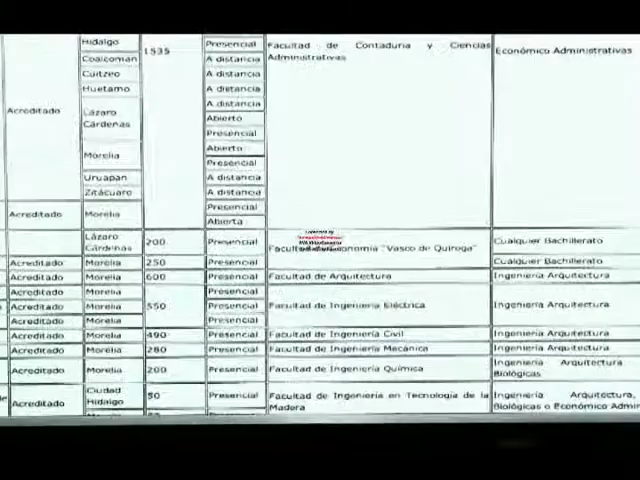 Hidalgo 1535 Presencial Facultad de Contaduria y Ciencias Económico Administrativas
Coalcoman A distancia Administrativas
Cuitzeo A distancia
Huetamo A distancia
Acreditado Lázaro A distancia
Cárdenas Abierto
Presencial
Morelia Abierto
Presencial
Uruapan A distancia
Zitácuaro A distancia
Acreditado Morelia Presencial
Abierta
Lázaro 200 Presencial Facultad de Economía "Vasco de Quiroga" Cualquier Bachillerato
Cárdenas
Acreditado Morelia 250 Presencial Cualquier Bachillerato
Acreditado Morelia 600 Presencial Facultad de Arquitectura Ingeniería Arquitectura
Acreditado Morelia Presencial
Acreditado Morelia 550 Presencial Facultad de Ingeniería Eléctrica Ingeniería Arquitectura
Acreditado Morelia Presencial
Acreditado Morelia 490 Presencial Facultad de Ingeniería Civil Ingeniería Arquitectura
Acreditado Morelia 280 Presencial Facultad de Ingeniería Mecánica Ingeniería Arquitectura
Acreditado Morelia 200 Presencial Facultad de Ingeniería Química Ingeniería Arquitectura
Biológicas
Acreditado Ciudad 50 Presencial Facultad de Ingeniería en Tecnología de la Ingeniería Arquitectura,
Hidalgo Madera Biológicas o Económico Admin